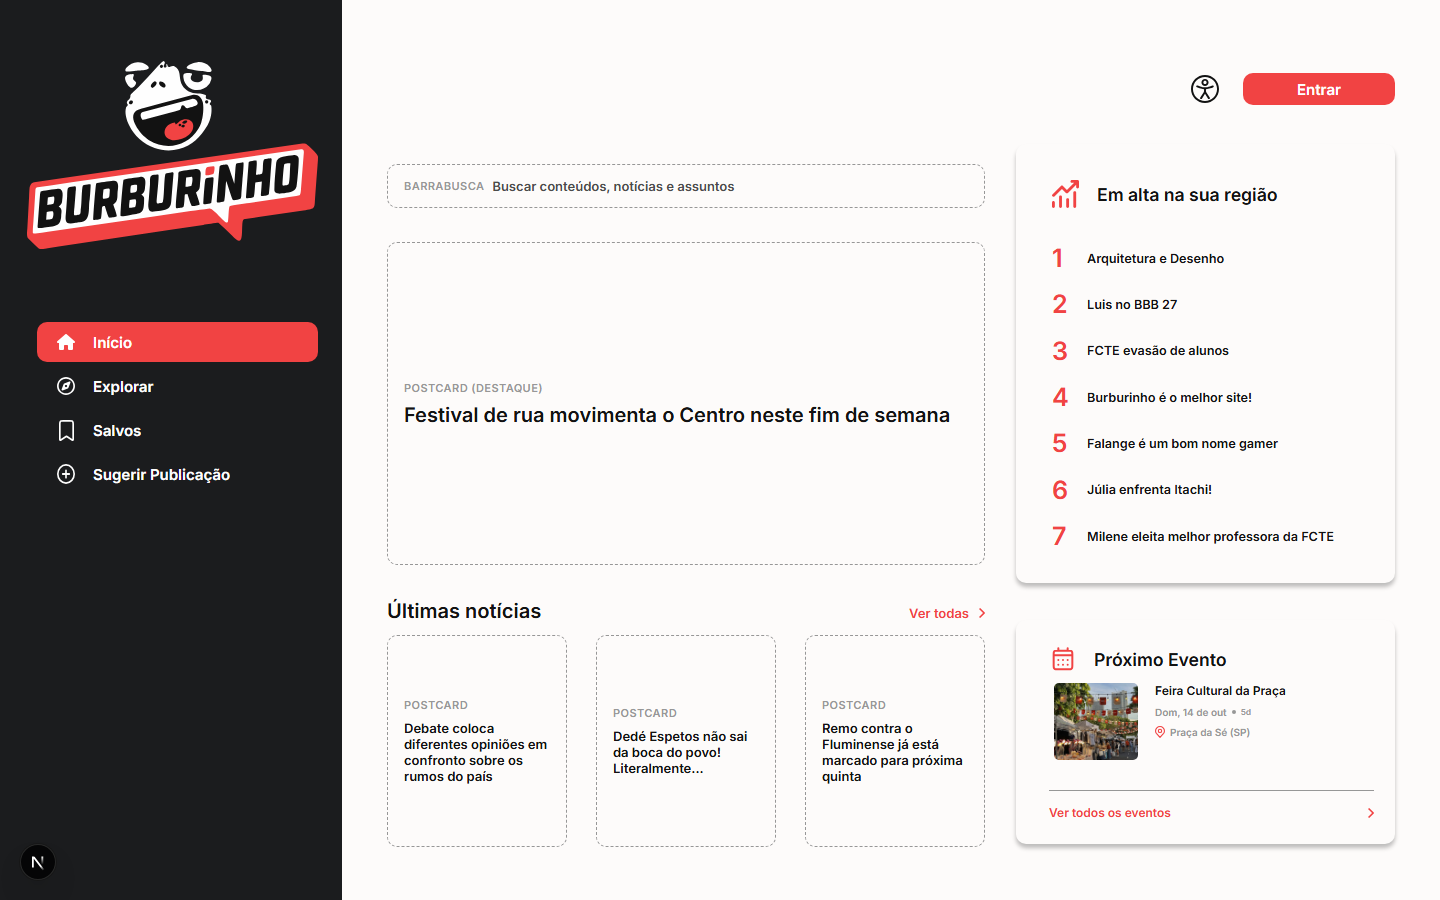 BURBURiNHO
Início
Explorar
Salvos
Sugerir Publicação
N
Entrar
BARRABUSCA Buscar conteúdos, notícias e assuntos
POSTCARD (DESTAQUE)
Festival de rua movimenta o Centro neste fim de semana
Últimas notícias
Ver todas
POSTCARD
Debate coloca
diferentes opiniões em
confronto sobre os
rumos do país
POSTCARD
Dedé Espetos não sai
da boca do povo!
Literalmente...
POSTCARD
Remo contra o
Fluminense já está
marcado para próxima
quinta
Em alta na sua região
1 Arquitetura e Desenho
2 Luis no BBB 27
3 FCTE evasão de alunos
4 Burburinho é o melhor site!
5 Falange é um bom nome gamer
6 Júlia enfrenta Itachi!
7 Milene eleita melhor professora da FCTE
Próximo Evento
Feira Cultural da Praça
Dom, 14 de out • 5d
Praça da Sé (SP)
Ver todos os eventos